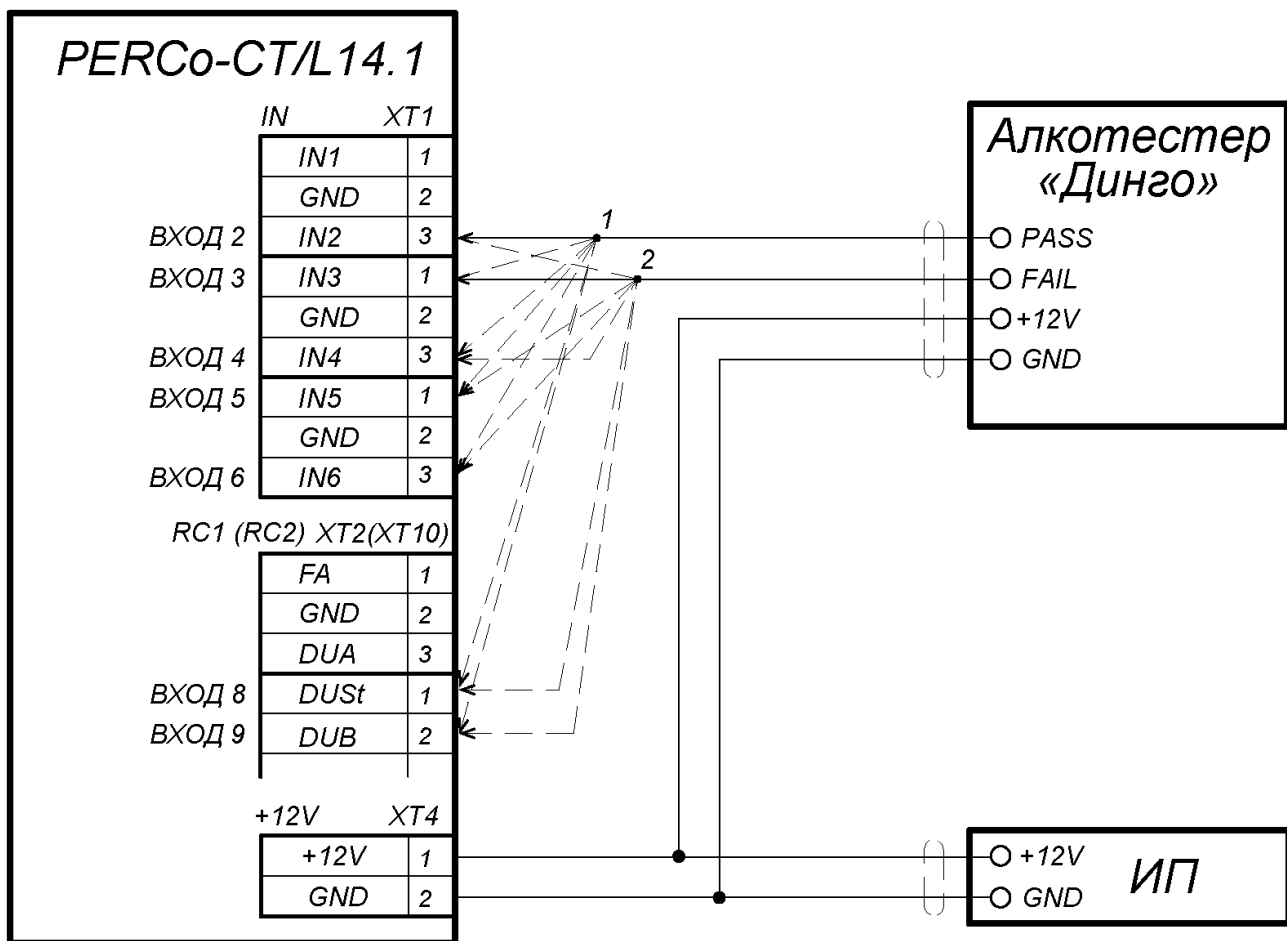 PERCo-CT/L14.1
IN XT1
IN1 1
GND 2
ВХОД 2 IN2 3
ВХОД 3 IN3 1
GND 2
ВХОД 4 IN4 3
ВХОД 5 IN5 1
GND 2
ВХОД 6 IN6 3
RC1 (RC2) XT2(XT10)
FA 1
GND 2
DUA 3
ВХОД 8 DUSt 1
ВХОД 9 DUB 2
+12V XT4
+12V 1
GND 2
1
2
Алкотестер
«Динго»
PASS
FAIL
+12V
GND
+12V
GND
ИП